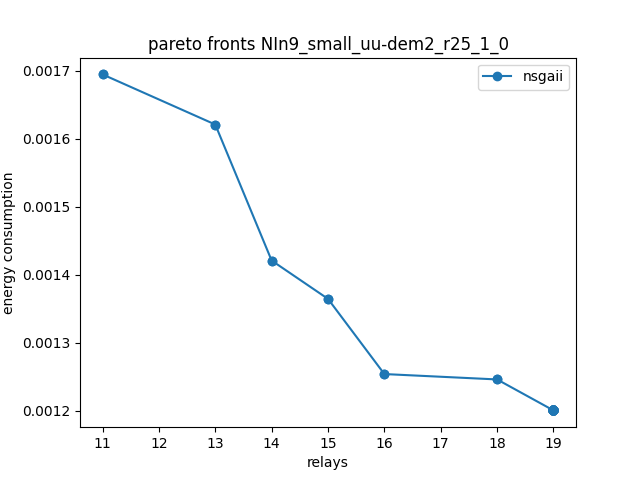 pareto fronts NIn9_small_uu-dem2_r25_1_0
nsgaii
energy consumption
0.0017
0.0016
0.0015
0.0014
0.0013
0.0012
11 12 13 14 15 16 17 18 19
relays